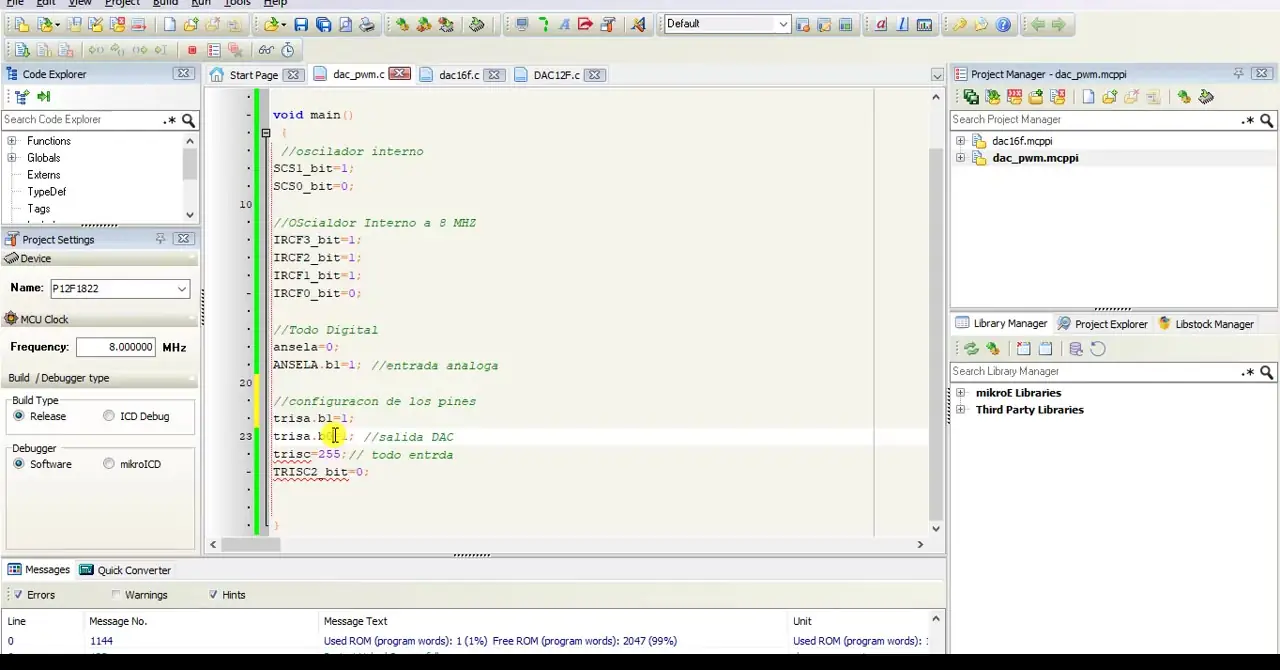 File Edit View Project Build Run Tools Help
Default
Code Explorer
Start Page
dac_pwm.c
dac16f.c
DAC12F.c
Project Manager - dac_pwm.mcppi
Search Code Explorer
.*
Search Project Manager
.*
Functions
Globals
Externs
TypeDef
Tags
dac16f.mcppi
dac_pwm.mcppi
void main()
{
//oscilador interno
SCS1_bit=1;
SCS0_bit=0;
10
//OScialdor Interno a 8 MHZ
IRCF3_bit=1;
IRCF2_bit=1;
IRCF1_bit=1;
IRCF0_bit=0;
//Todo Digital
ansela=0;
ANSELA.b1=1; //entrada analoga
20
//configuracon de los pines
trisa.b1=1;
23
trisa. //salida DAC
trisc=255;// todo entrda
TRISC2_bit=0;
}
Project Settings
Device
Name: P12F1822
MCU Clock
Frequency: 8.000000 MHz
Build / Debugger type
Build Type
Release ICD Debug
Debugger
Software mikroICD
Library Manager Project Explorer Libstock Manager
Search Library Manager
.*
mikroE Libraries
Third Party Libraries
Messages Quick Converter
Errors Warnings Hints
Line Message No. Message Text Unit
0 1144 Used ROM (program words): 1 (1%) Free ROM (program words): 2047 (99%) Used ROM (program words):